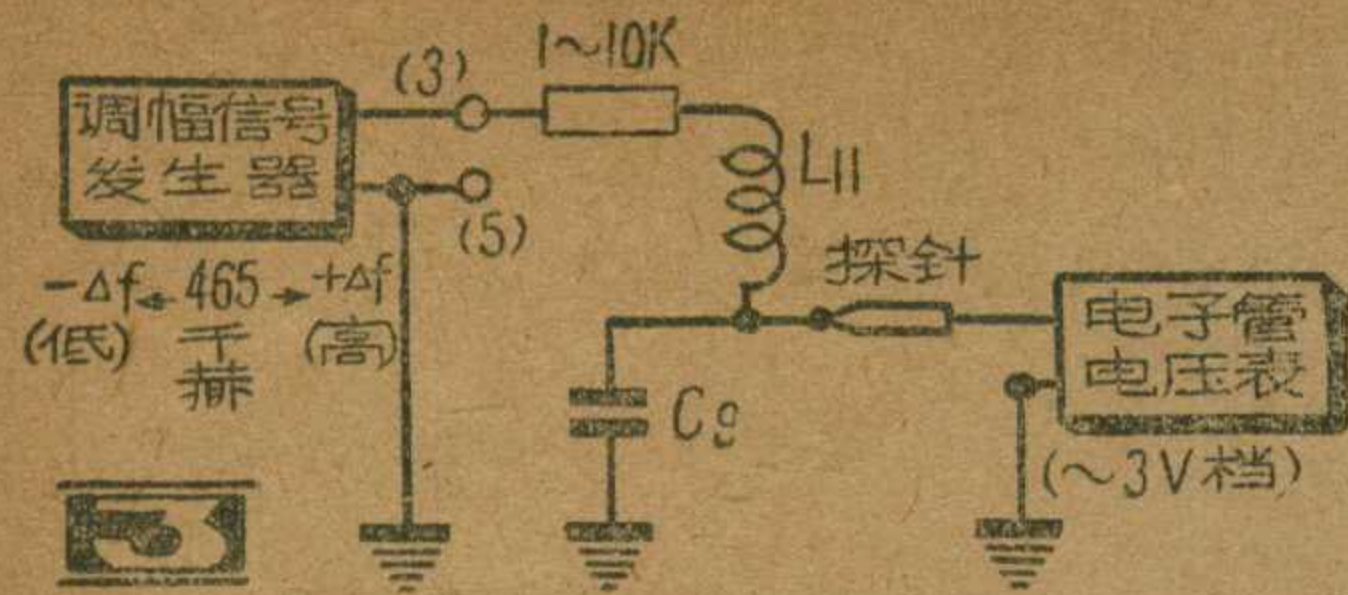 调幅信号
发生器
(3)
(5)
1~10K
L11
探针
-Δf ← 465 → +Δf
(低) 千赫 (高)
电子管
电压表
(~3V档)